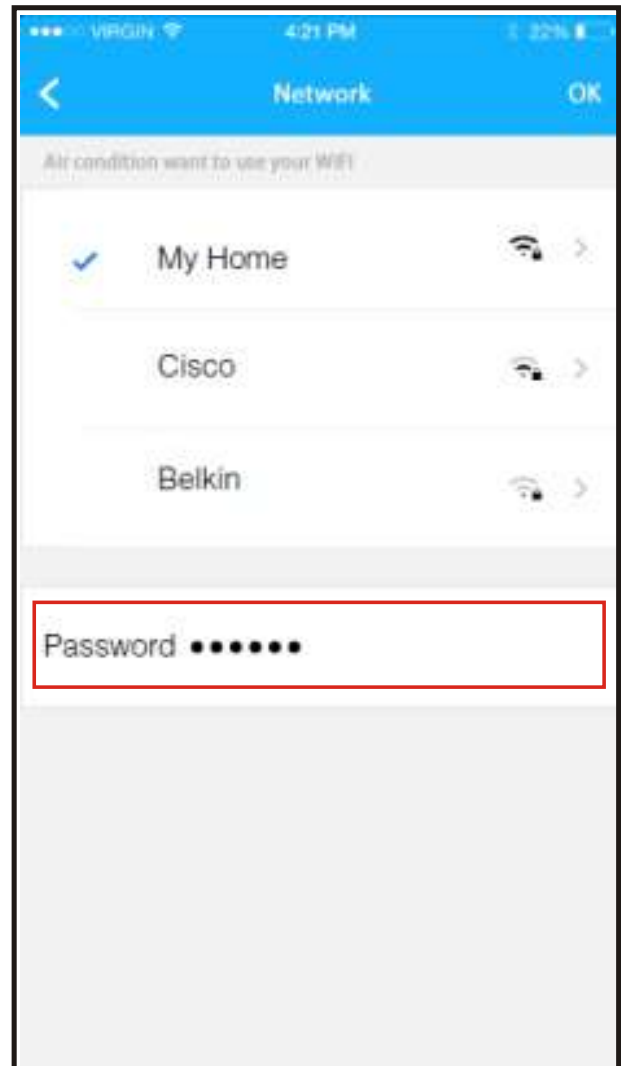 VIRGIN 4:21 PM 22%
Network OK
Air condition want to use your WiFi
My Home
Cisco
Belkin
Password ●●●●●●